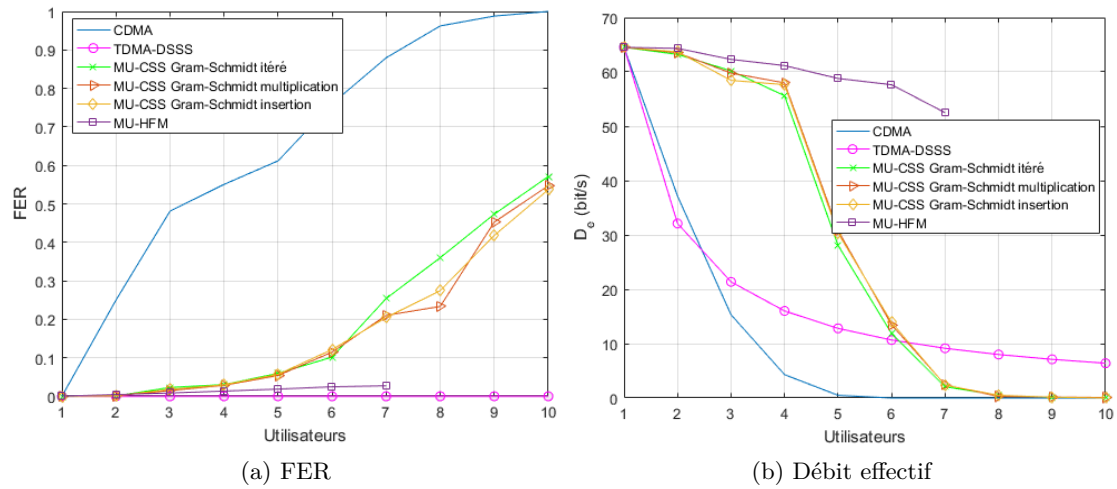 1
0.9
0.8
0.7
0.6
0.5
0.4
0.3
0.2
0.1
0
FER
CDMA
TDMA-DSSS
MU-CSS Gram-Schmidt itéré
MU-CSS Gram-Schmidt multiplication
MU-CSS Gram-Schmidt insertion
MU-HFM
1 2 3 4 5 6 7 8 9 10
Utilisateurs
(a) FER
70
60
50
40
30
20
10
0
De (bit/s)
CDMA
TDMA-DSSS
MU-CSS Gram-Schmidt itéré
MU-CSS Gram-Schmidt multiplication
MU-CSS Gram-Schmidt insertion
MU-HFM
1 2 3 4 5 6 7 8 9 10
Utilisateurs
(b) Débit effectif